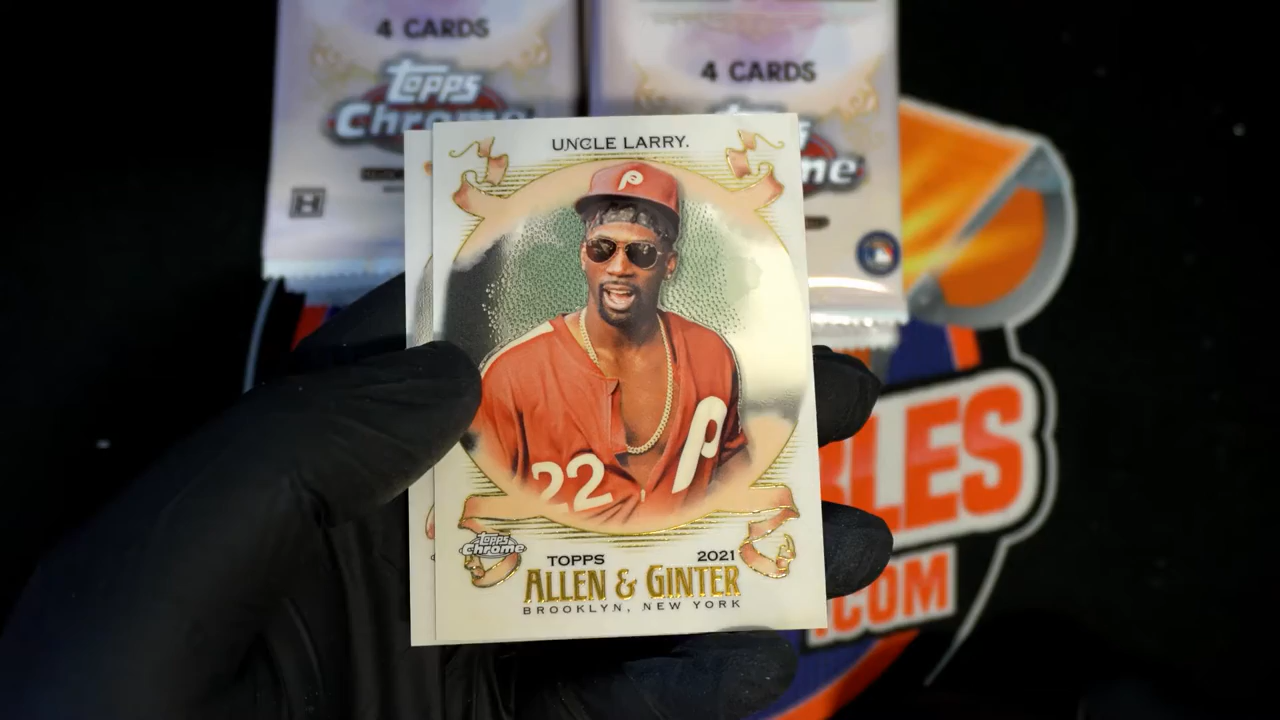 4 CARDS
Topps
Chrome
4 CARDS
me
UNCLE LARRY.
P
22
P
Topps
Chrome
TOPPS 2021
ALLEN & GINTER
BROOKLYN, NEW YORK
H
BLES
.COM